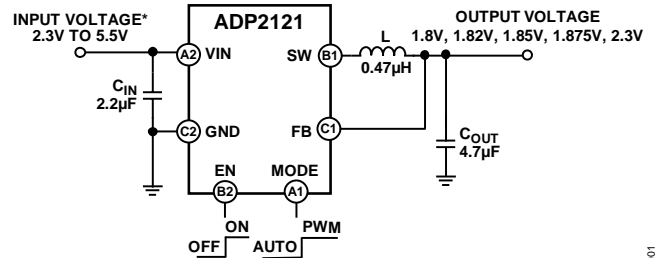 INPUT VOLTAGE*
2.3V TO 5.5V
ADP2121
OUTPUT VOLTAGE
1.8V, 1.82V, 1.85V, 1.875V, 2.3V
A2 VIN
SW B1
L
0.47µH
CIN
2.2µF
C2 GND
FB C1
COUT
4.7µF
EN
MODE
B2
A1
ON
OFF
PWM
AUTO
01